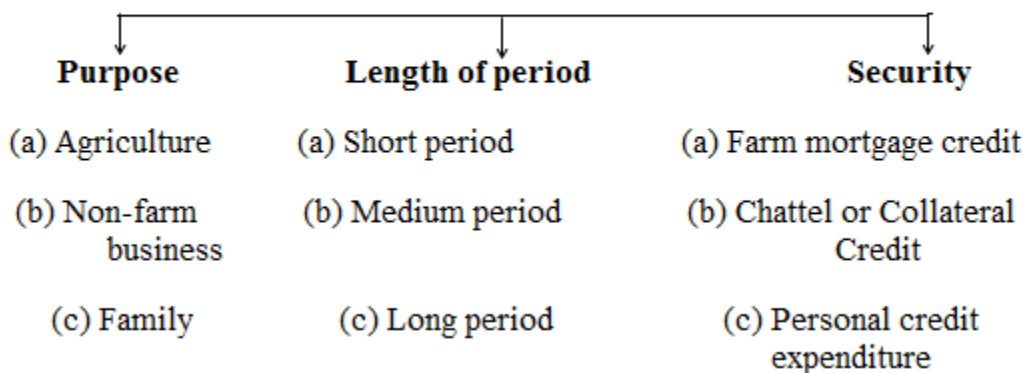 Purpose
Length of period
Security
(a) Agriculture
(a) Short period
(a) Farm mortgage credit
(b) Non-farm
business
(b) Medium period
(b) Chattel or Collateral
Credit
(c) Family
(c) Long period
(c) Personal credit
expenditure